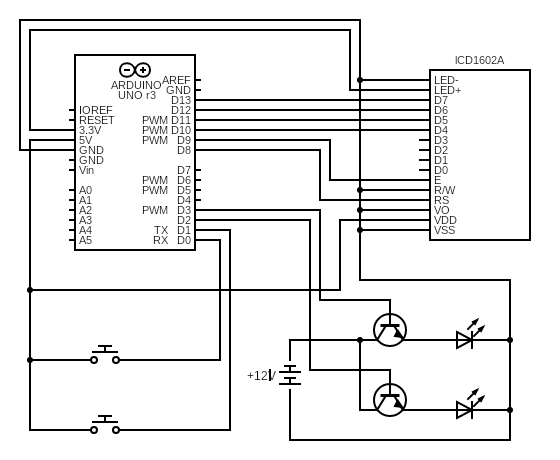 ICD1602A
ARDUINO
UNO r3
AREF
GND
D13
D12
PWM D11
PWM D10
PWM D9
D8
D7
PWM D6
PWM D5
D4
PWM D3
D2
TX D1
RX D0
IOREF
RESET
3.3V
5V
GND
GND
Vin
A0
A1
A2
A3
A4
A5
LED-
LED+
D7
D6
D5
D4
D3
D2
D1
D0
E
R/W
RS
VO
VDD
VSS
+12V